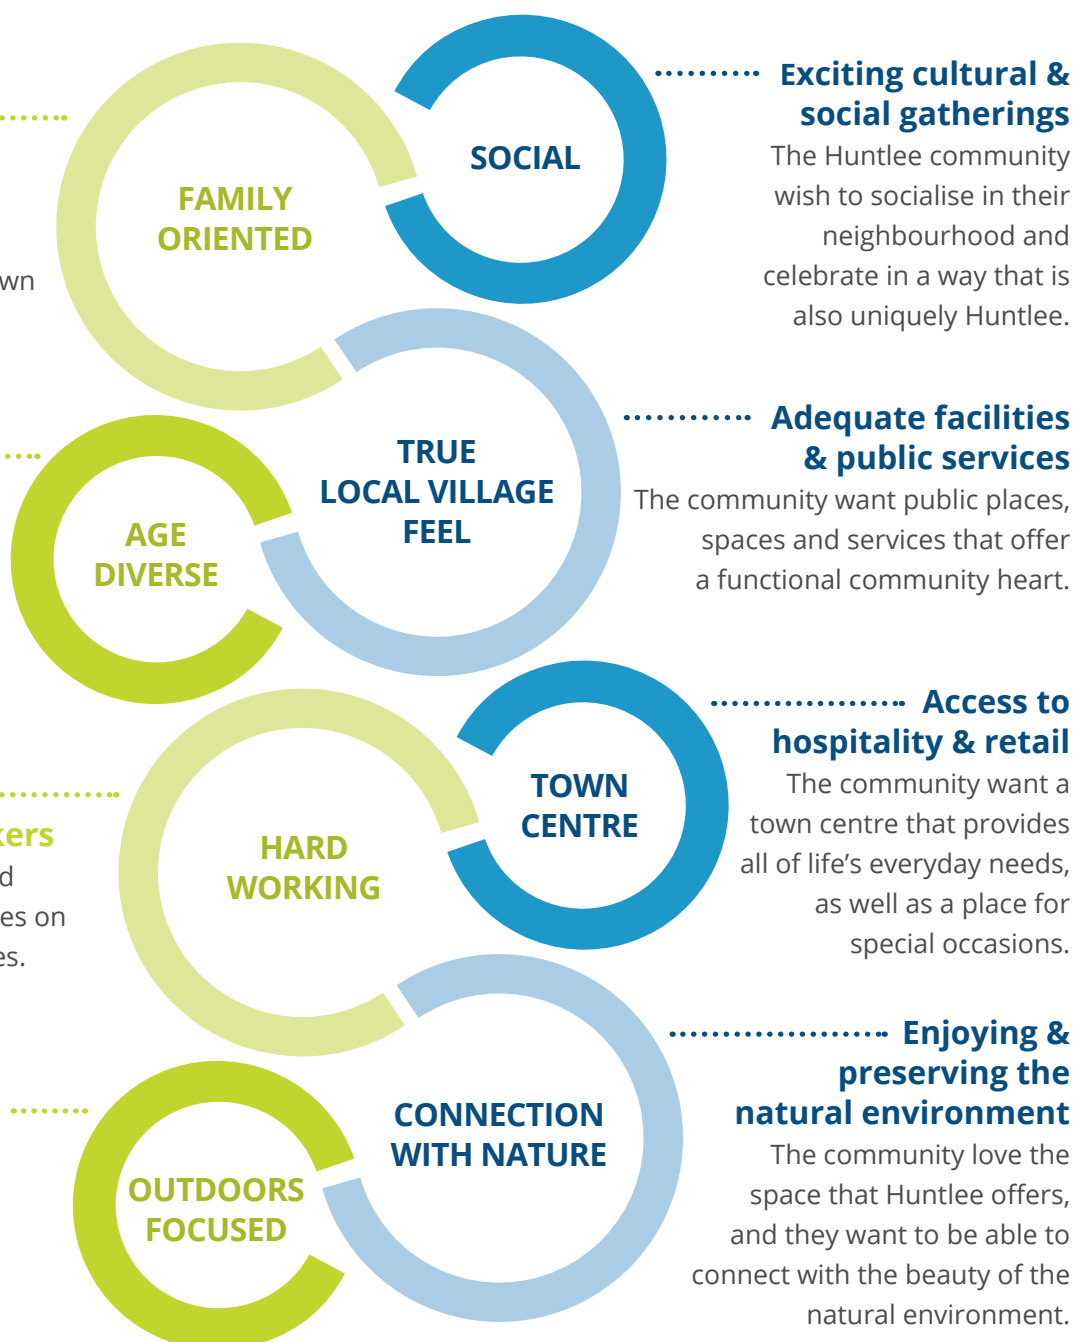 Exciting cultural &
social gatherings
The Huntlee community
wish to socialise in their
neighbourhood and
celebrate in a way that is
also uniquely Huntlee.
SOCIAL
FAMILY
ORIENTED
Adequate facilities
& public services
The community want public places,
spaces and services that offer
a functional community heart.
TRUE
LOCAL VILLAGE
FEEL
AGE
DIVERSE
Access to
hospitality & retail
The community want a
town centre that provides
all of life’s everyday needs,
as well as a place for
special occasions.
TOWN
CENTRE
HARD
WORKING
es on
Enjoying &
preserving the
natural environment
The community love the
space that Huntlee offers,
and they want to be able to
connect with the beauty of the
natural environment.
CONNECTION
WITH NATURE
OUTDOORS
FOCUSED